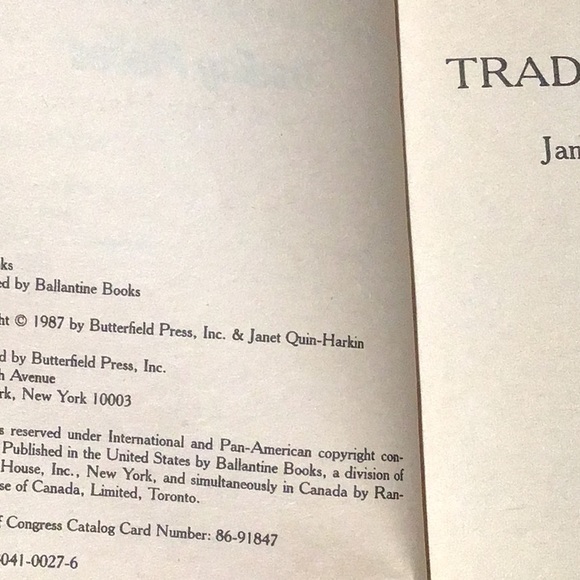 ks
ed by Ballantine Books
ht © 1987 by Butterfield Press, Inc. & Janet Quin-Harkin
d by Butterfield Press, Inc.
h Avenue
rk, New York 10003
s reserved under International and Pan-American copyright con-
Published in the United States by Ballantine Books, a division of
House, Inc., New York, and simultaneously in Canada by Ran-
se of Canada, Limited, Toronto.
f Congress Catalog Card Number: 86-91847
041-0027-6
TRAD
Jan